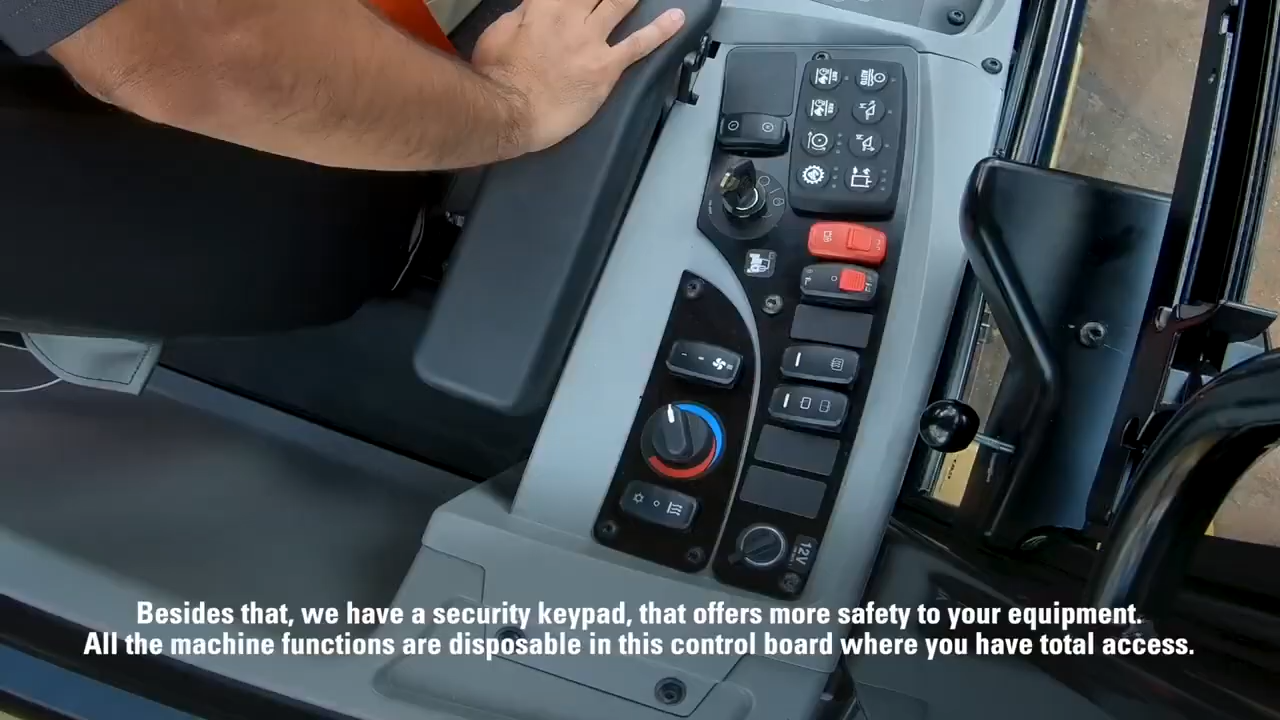 AUTO
12V
Besides that, we have a security keypad, that offers more safety to your equipment.
All the machine functions are disposable in this control board where you have total access.